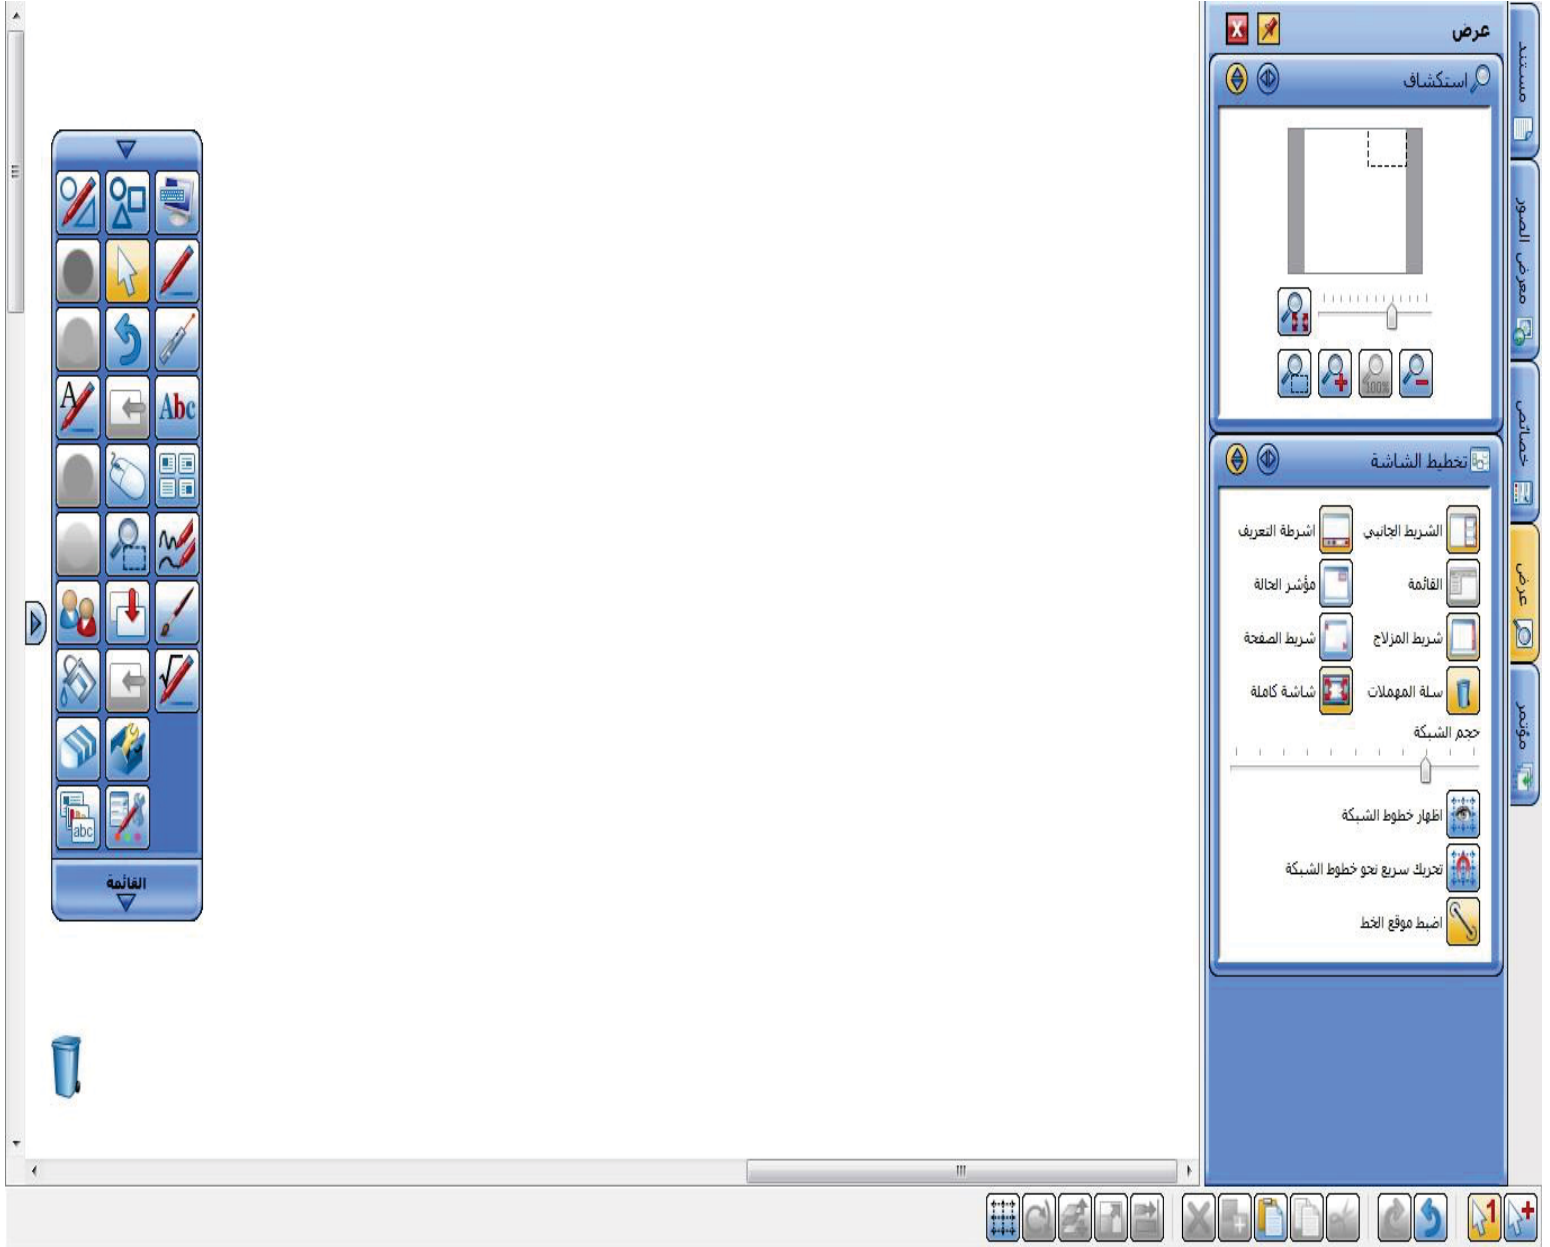 عرض
استكشاف
100%
تخطيط الشاشة
الشريط الجانبي
اشرطة التعريف
القائمة
مؤشر الحالة
شريط المزلاج
شريط الصفحة
سلة المهملات
شاشة كاملة
حجم الشبكة
اظهار خطوط الشبكة
تحريك سريع نحو خطوط الشبكة
اضبط موقع الخط
مستند
معرض الصور
خصائص
عرض
مؤتمر
A
Abc
abc
القائمة
1